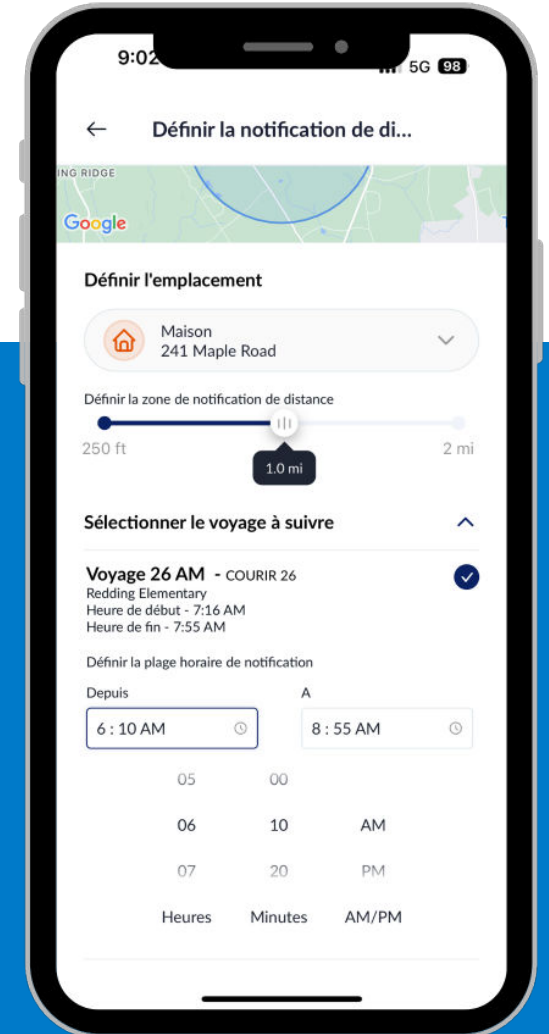 9:02
5G 98
Définir la notification de di...
ING RIDGE
Google
Définir l'emplacement
Maison
241 Maple Road
Définir la zone de notification de distance
250 ft
2 mi
1.0 mi
Sélectionner le voyage à suivre
Voyage 26 AM - COURIR 26
Redding Elementary
Heure de début - 7:16 AM
Heure de fin - 7:55 AM
Définir la plage horaire de notification
Depuis A
6 : 10 AM 8 : 55 AM
05 00
06 10 AM
07 20 PM
Heures Minutes AM/PM